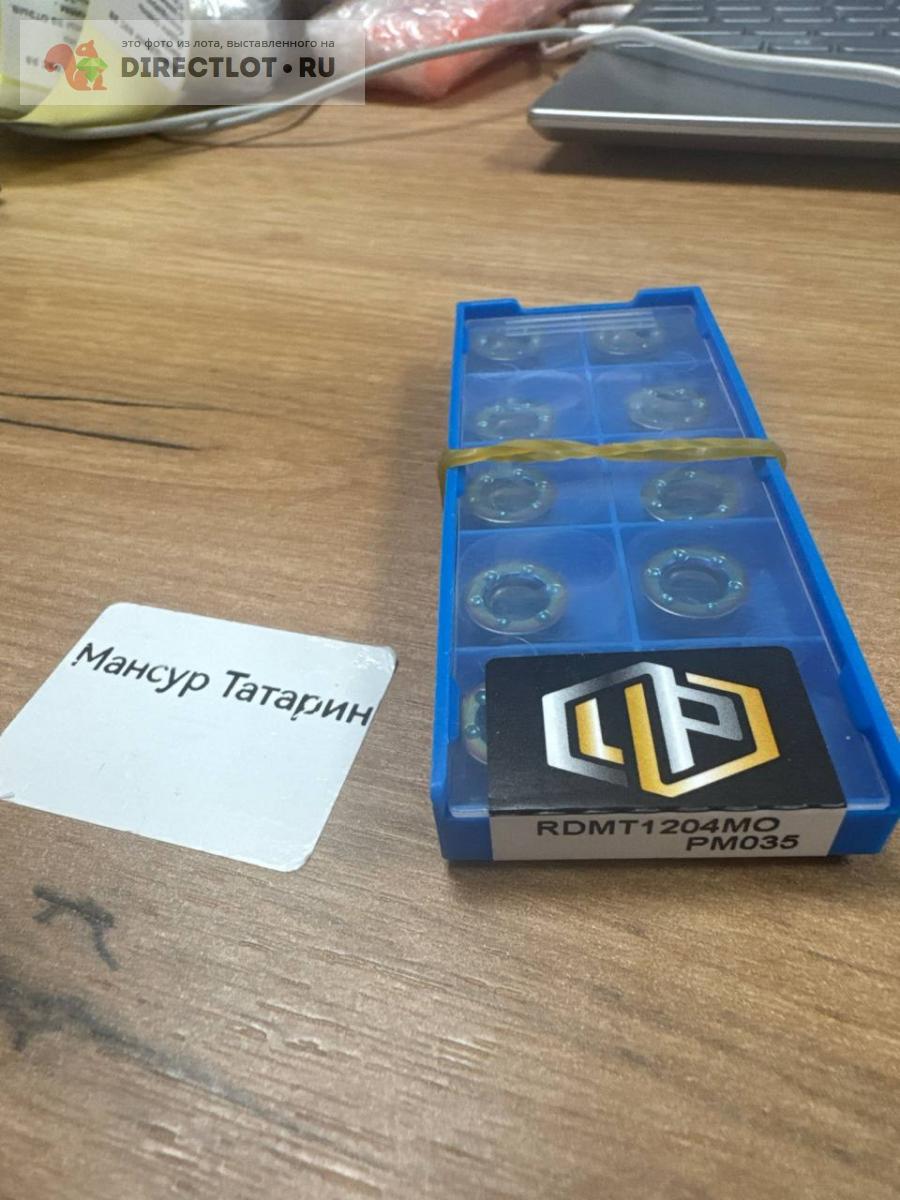 это фото из лота, выставленного на
DIRECTLOT.RU
Мансур Татарин
RDMT1204MO
PM035